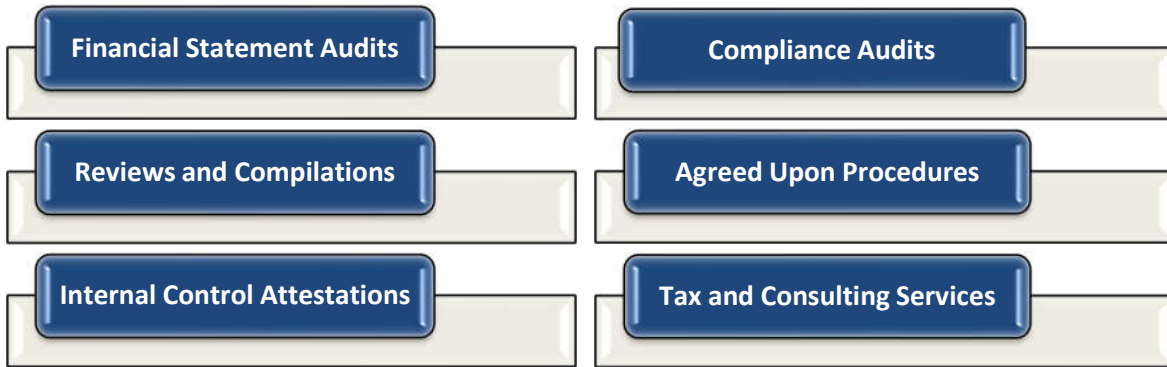 Financial Statement Audits
Compliance Audits
Reviews and Compilations
Agreed Upon Procedures
Internal Control Attestations
Tax and Consulting Services